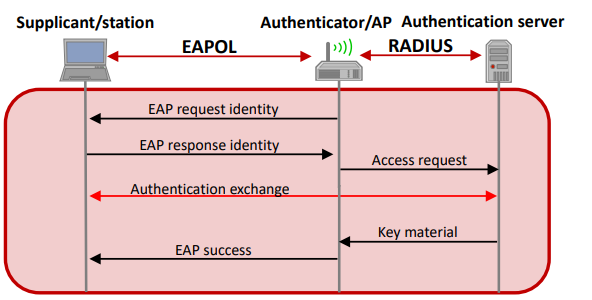 Supplicant/station
Authenticator/AP
Authentication server
EAPOL
RADIUS
EAP request identity
EAP response identity
Access request
Authentication exchange
Key material
EAP success